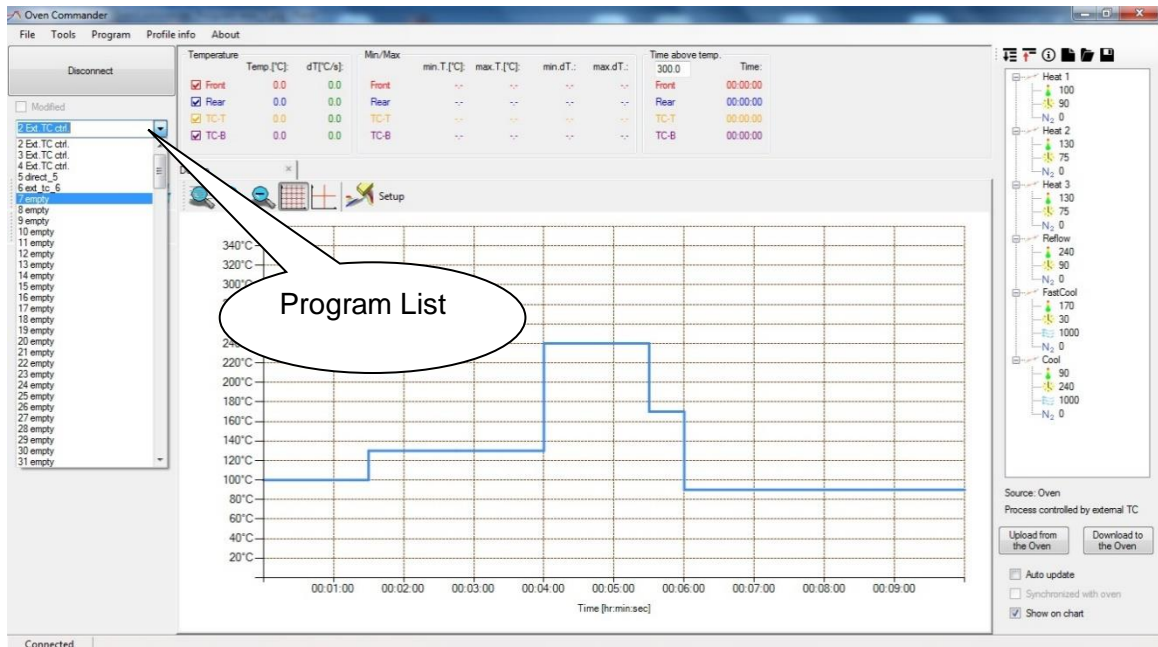 Oven Commander
File Tools Program Profile info About
Disconnect
Modified
2 Ext.TC ctrl.
2 Ext.TC ctrl.
3 Ext.TC ctrl.
4 Ext.TC ctrl.
5 direct_5
6 ext_tc_6
7 empty
8 empty
9 empty
10 empty
11 empty
12 empty
13 empty
14 empty
15 empty
16 empty
17 empty
18 empty
19 empty
20 empty
21 empty
22 empty
23 empty
24 empty
25 empty
26 empty
27 empty
28 empty
29 empty
30 empty
31 empty
Temperature
Temp.[°C]: dT[°C/s]:
Front 0.0 0.0
Rear 0.0 0.0
TC-T 0.0 0.0
TC-B 0.0 0.0
Min/Max
min.T.[°C]: max.T.[°C]: min.dT.: max.dT.:
Front -.- -.- -.- -.-
Rear -.- -.- -.- -.-
TC-T -.- -.- -.- -.-
TC-B -.- -.- -.- -.-
Time above temp.
300.0 Time:
Front 00:00:00
Rear 00:00:00
TC-T 00:00:00
TC-B 00:00:00
Setup
Program List
340°C
320°C
300°C
220°C
200°C
180°C
160°C
140°C
120°C
100°C
80°C
60°C
40°C
20°C
00:01:00 00:02:00 00:03:00 00:04:00 00:05:00 00:06:00 00:07:00 00:08:00 00:09:00
Time [hr:min:sec]
Heat 1
100
90
N₂ 0
Heat 2
130
75
N₂ 0
Heat 3
130
75
N₂ 0
Reflow
240
90
N₂ 0
FastCool
170
30
1000
N₂ 0
Cool
90
240
1000
N₂ 0
Source: Oven
Process controlled by external TC
Upload from
the Oven
Download to
the Oven
Auto update
Synchronized with oven
Show on chart
Connected